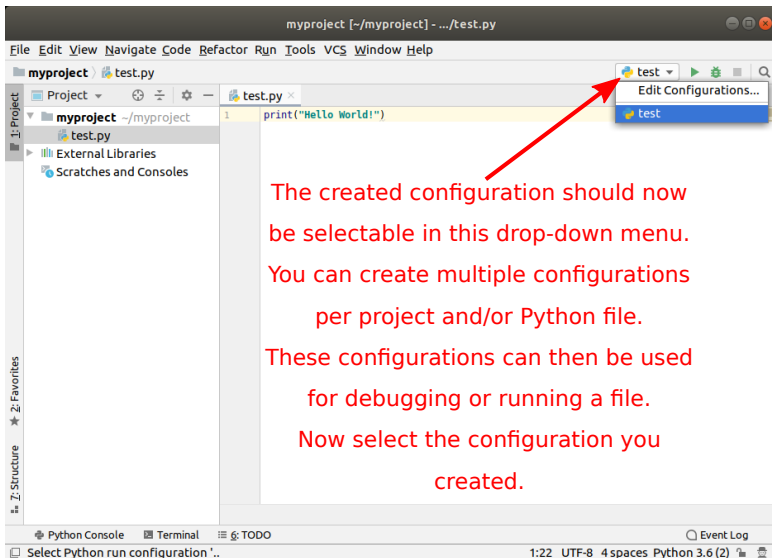 myproject [~/myproject] - .../test.py
File Edit View Navigate Code Refactor Run Tools VCS Window Help
myproject test.py
test
Edit Configurations...
test
1: Project
Project
test.py
myproject ~/myproject
test.py
External Libraries
Scratches and Consoles
1 print("Hello World!")
The created configuration should now
be selectable in this drop-down menu.
You can create multiple configurations
per project and/or Python file.
These configurations can then be used
for debugging or running a file.
Now select the configuration you
created.
2: Favorites
7: Structure
Python Console Terminal 6: TODO Event Log
Select Python run configuration '.. 1:22 UTF-8 4 spaces Python 3.6 (2)